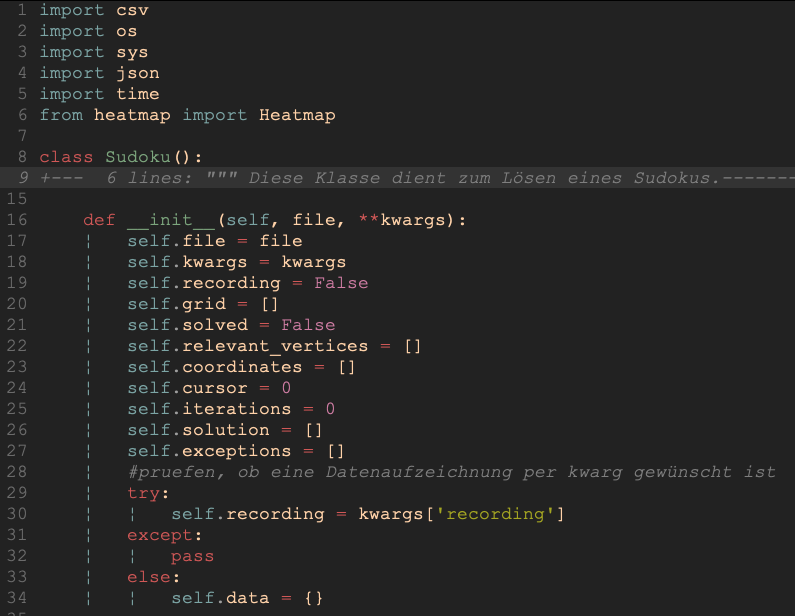 1 import csv
2 import os
3 import sys
4 import json
5 import time
6 from heatmap import Heatmap
7
8 class Sudoku():
9 +---  6 lines: """ Diese Klasse dient zum Lösen eines Sudokus.-------
15
16     def __init__(self, file, **kwargs):
17     ¦   self.file = file
18     ¦   self.kwargs = kwargs
19     ¦   self.recording = False
20     ¦   self.grid = []
21     ¦   self.solved = False
22     ¦   self.relevant_vertices = []
23     ¦   self.coordinates = []
24     ¦   self.cursor = 0
25     ¦   self.iterations = 0
26     ¦   self.solution = []
27     ¦   self.exceptions = []
28     ¦   #pruefen, ob eine Datenaufzeichnung per kwarg gewünscht ist
29     ¦   try:
30     ¦   ¦   self.recording = kwargs['recording']
31     ¦   except:
32     ¦   ¦   pass
33     ¦   else:
34     ¦   ¦   self.data = {}